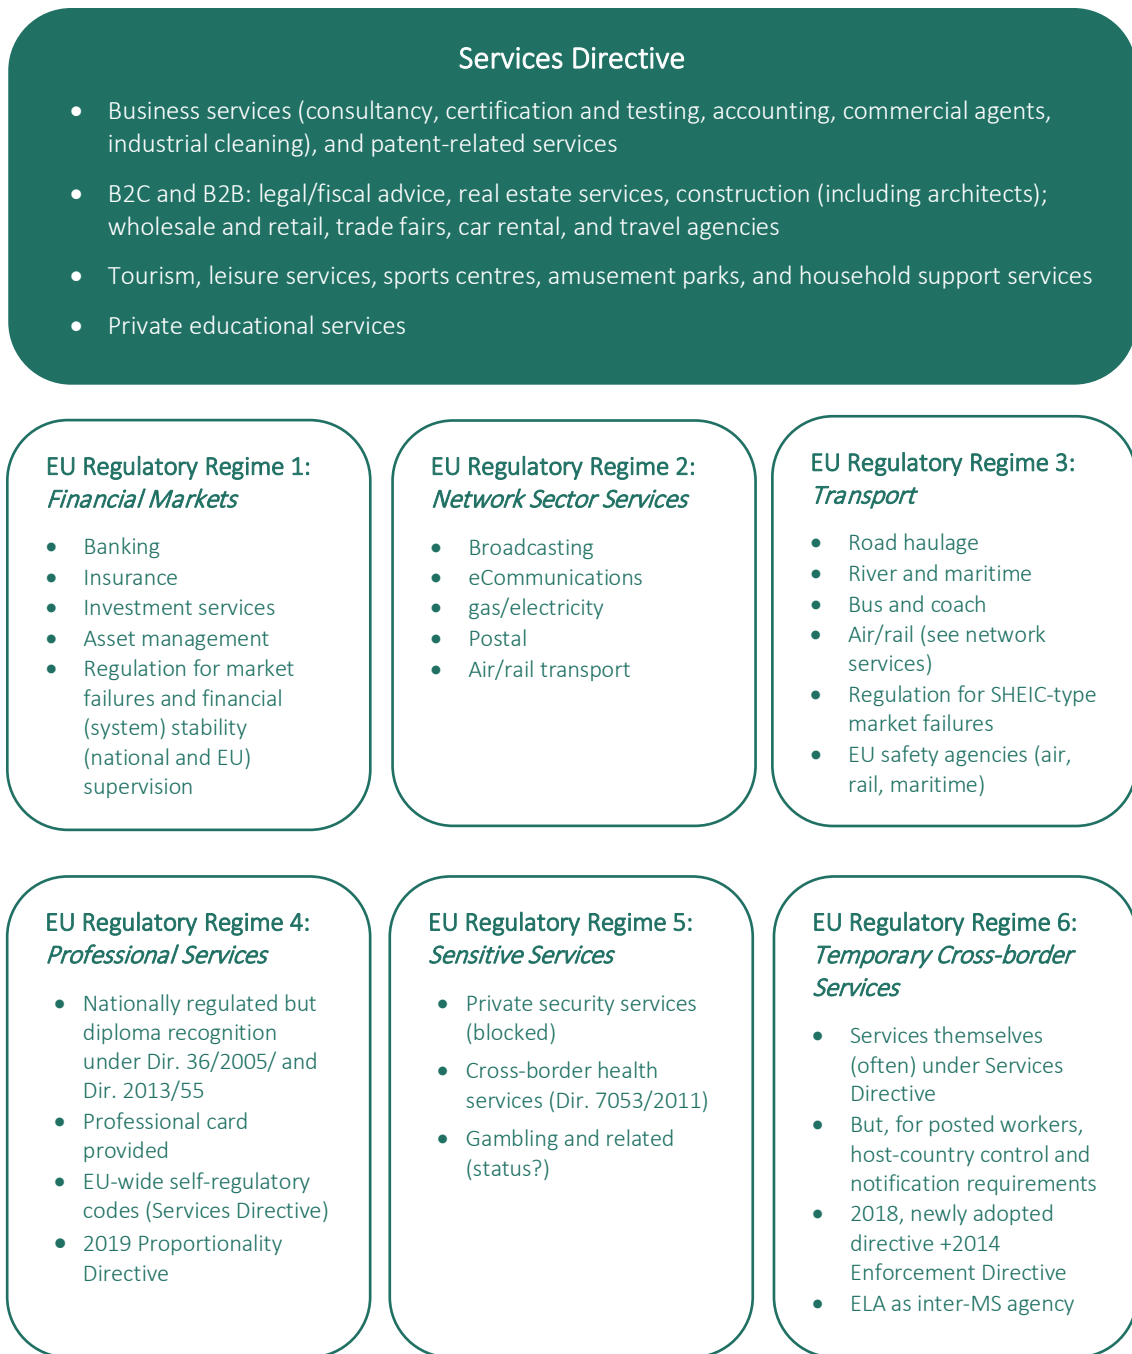 Services Directive
• Business services (consultancy, certification and testing, accounting, commercial agents,
industrial cleaning), and patent-related services
• B2C and B2B: legal/fiscal advice, real estate services, construction (including architects);
wholesale and retail, trade fairs, car rental, and travel agencies
• Tourism, leisure services, sports centres, amusement parks, and household support services
• Private educational services
EU Regulatory Regime 1:
Financial Markets
• Banking
• Insurance
• Investment services
• Asset management
• Regulation for market
failures and financial
(system) stability
(national and EU)
supervision
EU Regulatory Regime 2:
Network Sector Services
• Broadcasting
• eCommunications
• gas/electricity
• Postal
• Air/rail transport
EU Regulatory Regime 3:
Transport
• Road haulage
• River and maritime
• Bus and coach
• Air/rail (see network
services)
• Regulation for SHEIC-type
market failures
• EU safety agencies (air,
rail, maritime)
EU Regulatory Regime 4:
Professional Services
• Nationally regulated but
diploma recognition
under Dir. 36/2005/ and
Dir. 2013/55
• Professional card
provided
• EU-wide self-regulatory
codes (Services Directive)
• 2019 Proportionality
Directive
EU Regulatory Regime 5:
Sensitive Services
• Private security services
(blocked)
• Cross-border health
services (Dir. 7053/2011)
• Gambling and related
(status?)
EU Regulatory Regime 6:
Temporary Cross-border
Services
• Services themselves
(often) under Services
Directive
• But, for posted workers,
host-country control and
notification requirements
• 2018, newly adopted
directive +2014
Enforcement Directive
• ELA as inter-MS agency